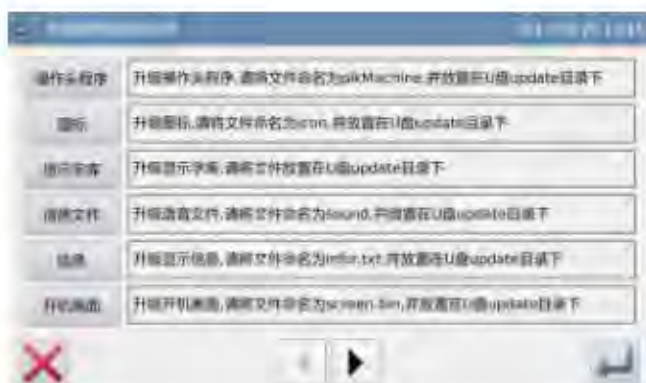 操作头程序 升级操作头程序,请将文件命名为pikMachine,并放置在U盘update目录下
图标 升级图标,请将文件命名为icon,并放置在U盘update目录下
提示字库 升级显示字库,请将文件放置在U盘update目录下
语音文件 升级语音文件,请将文件命名为sound,并放置在U盘update目录下
信息 升级显示信息,请将文件命名为infor.txt,并放置在U盘update目录下
开机画面 升级开机画面,请将文件命名为screen.bin,并放置在U盘update目录下